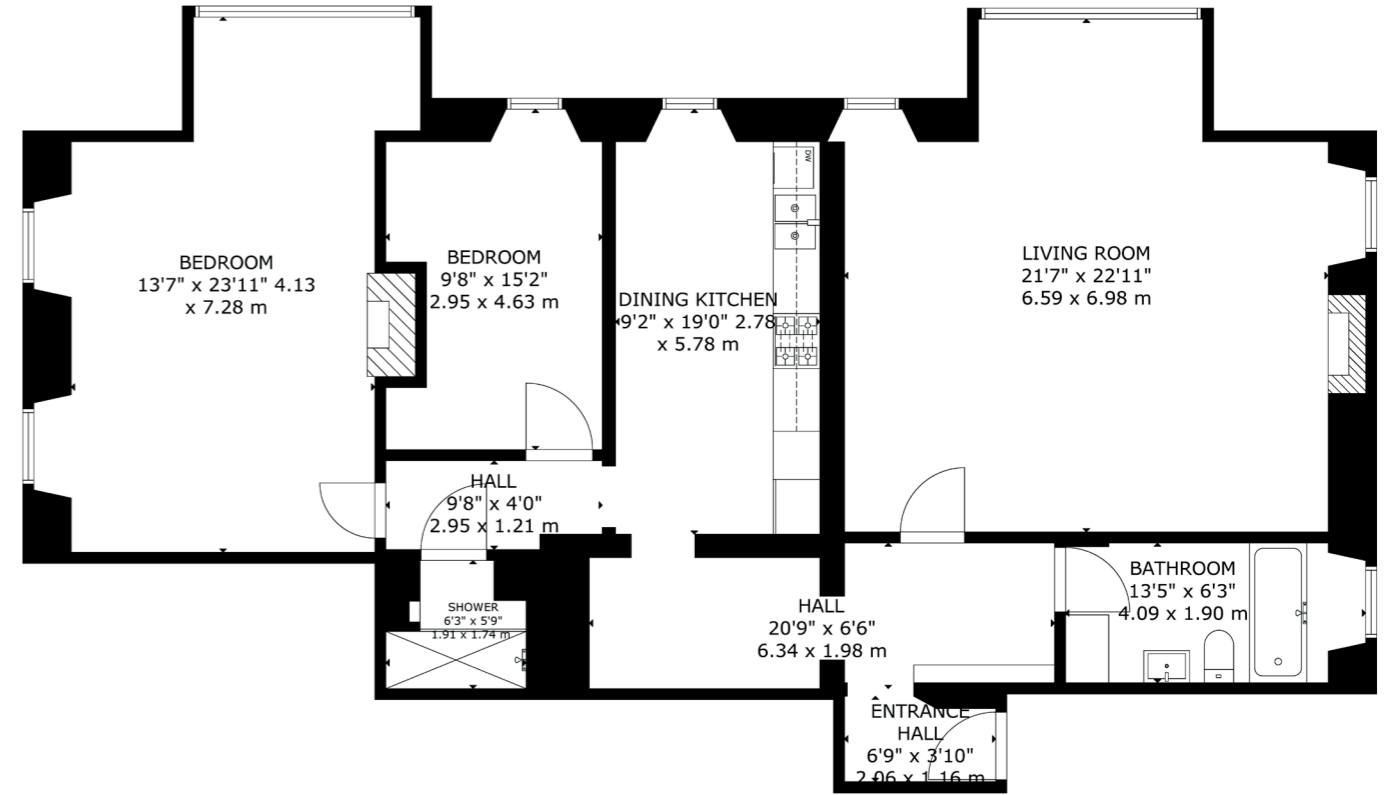 BEDROOM
13'7" x 23'11" 4.13
x 7.28 m
BEDROOM
9'8" x 15'2"
2.95 x 4.63 m
DINING KITCHEN
9'2" x 19'0" 2.78
x 5.78 m
DW
LIVING ROOM
21'7" x 22'11"
6.59 x 6.98 m
HALL
9'8" x 4'0"
2.95 x 1.21 m
SHOWER
6'3" x 5'9"
1.91 x 1.74 m
HALL
20'9" x 6'6"
6.34 x 1.98 m
BATHROOM
13'5" x 6'3"
4.09 x 1.90 m
ENTRANCE
HALL
6'9" x 3'10"
2.06 x 1.16 m